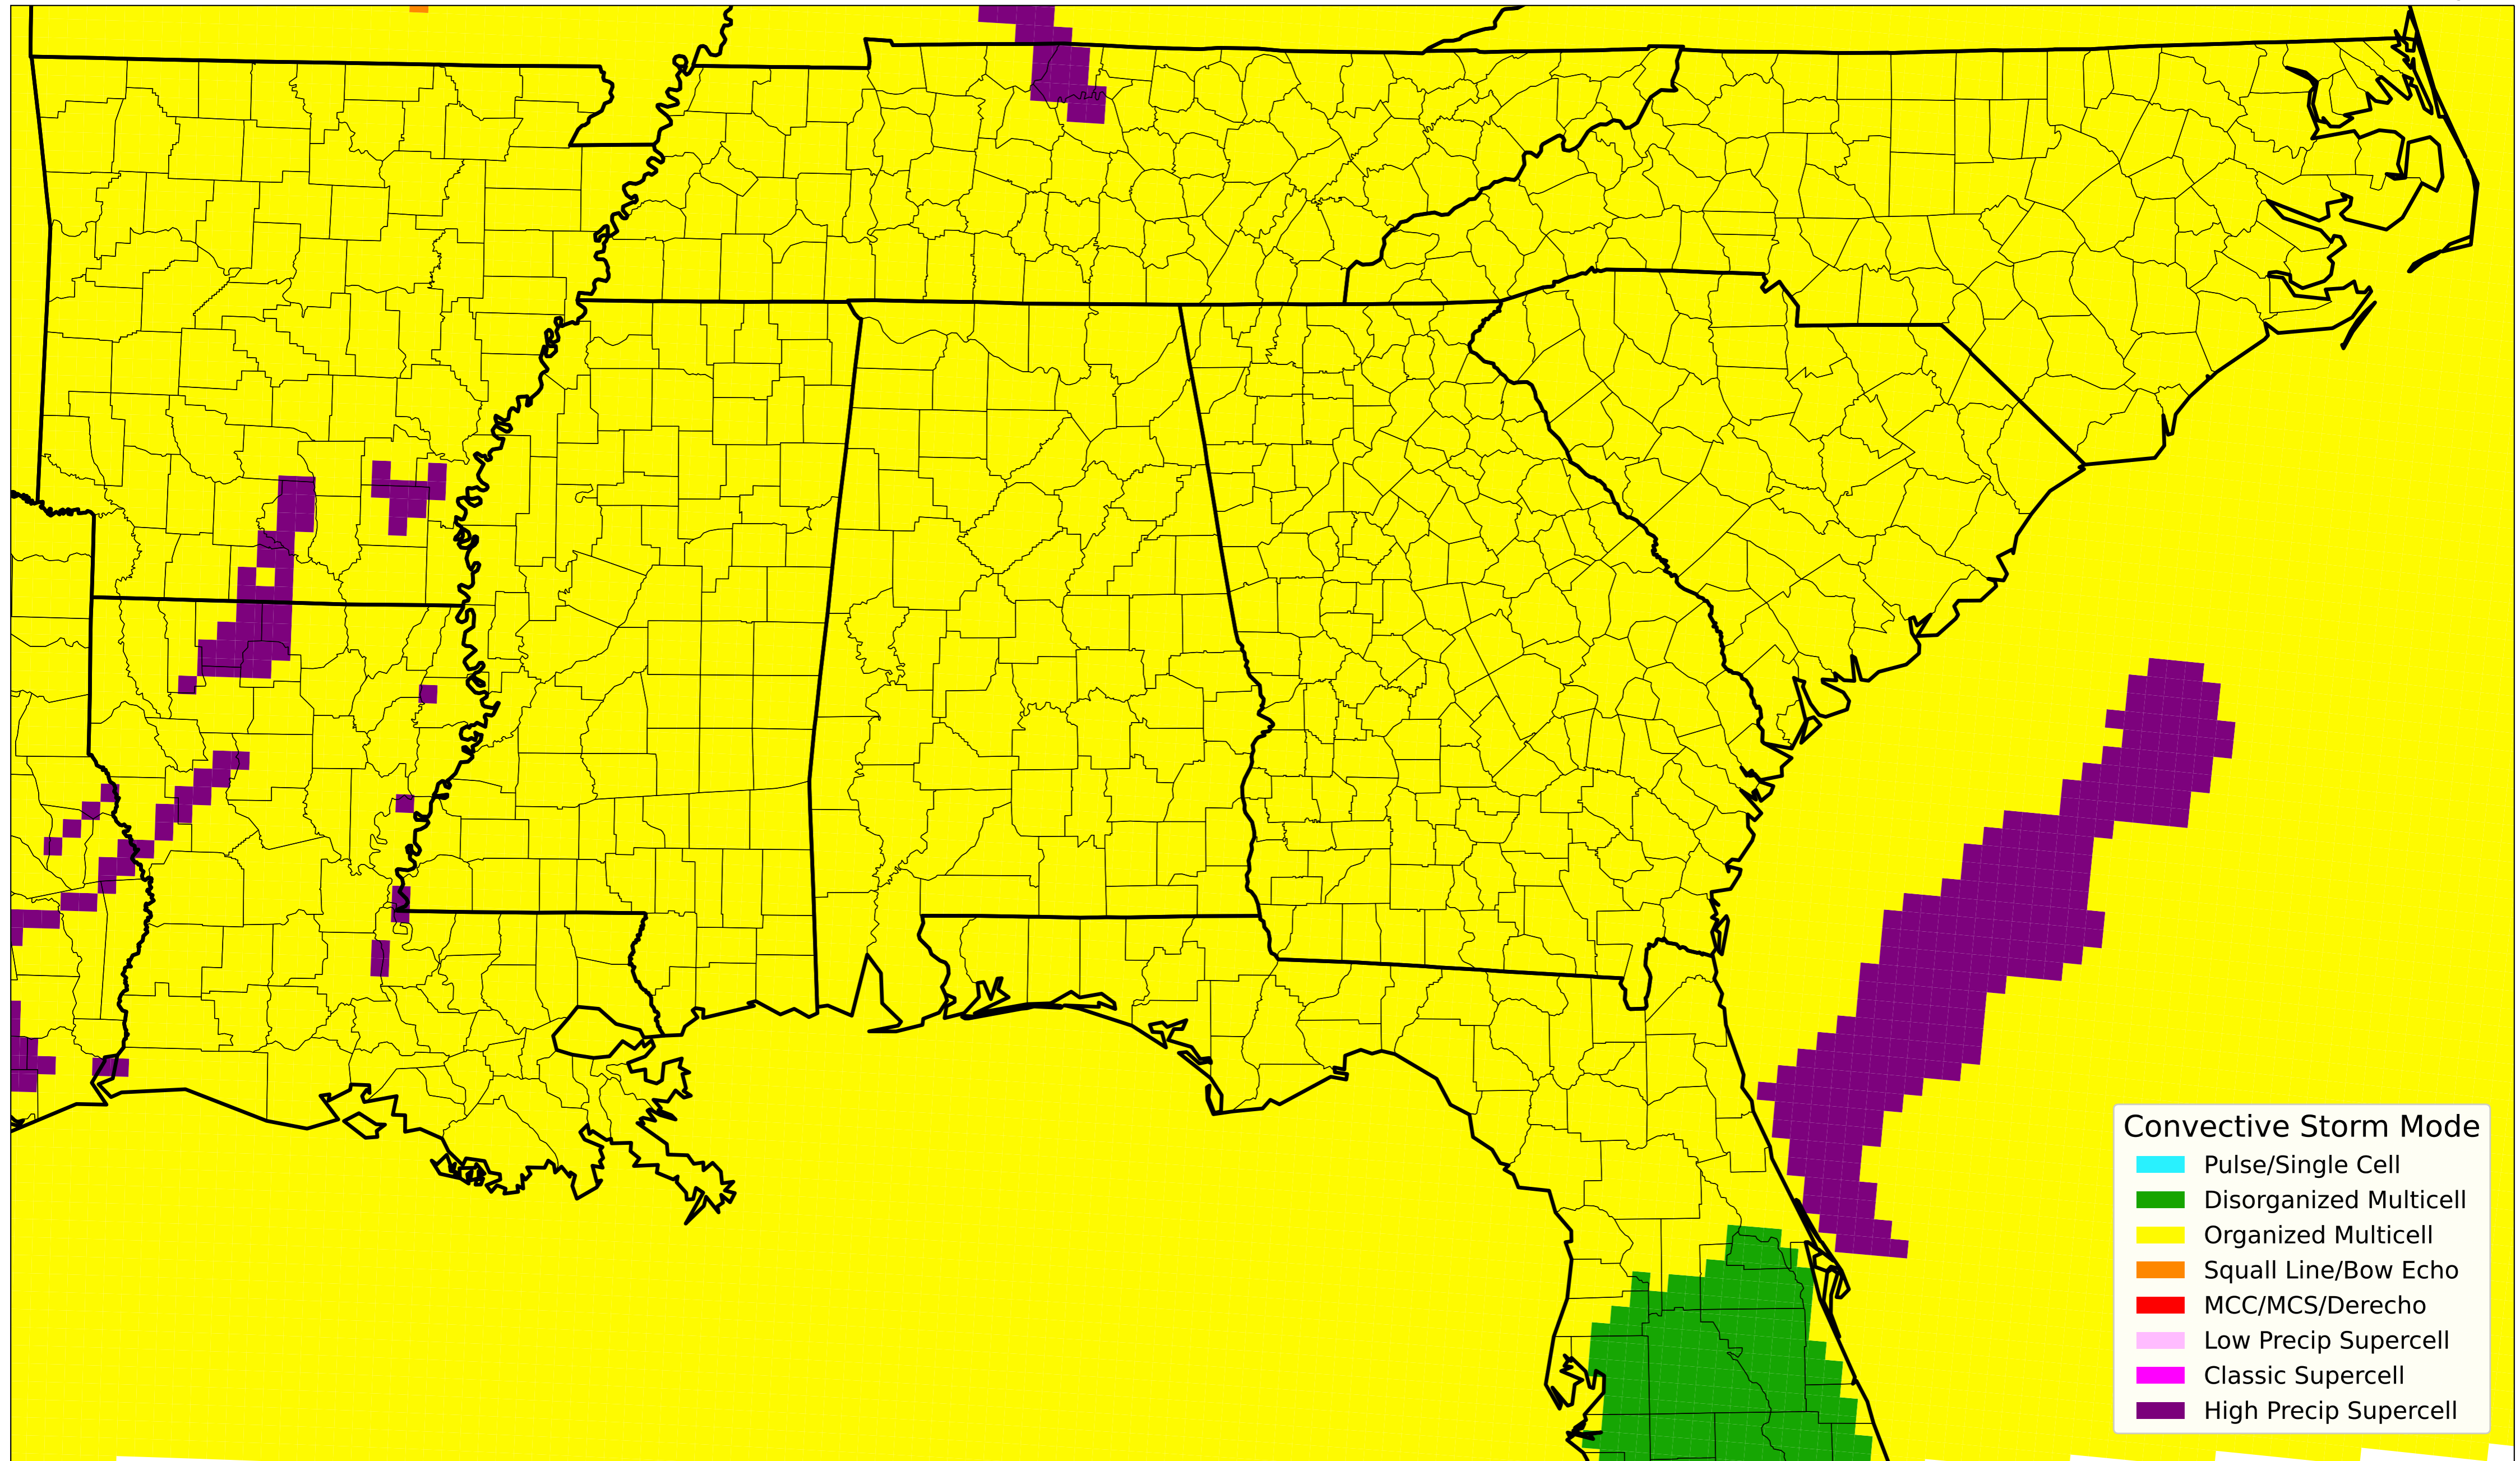 Convective Storm Mode
Pulse/Single Cell
Disorganized Multicell
Organized Multicell
Squall Line/Bow Echo
MCC/MCS/Derecho
Low Precip Supercell
Classic Supercell
High Precip Supercell